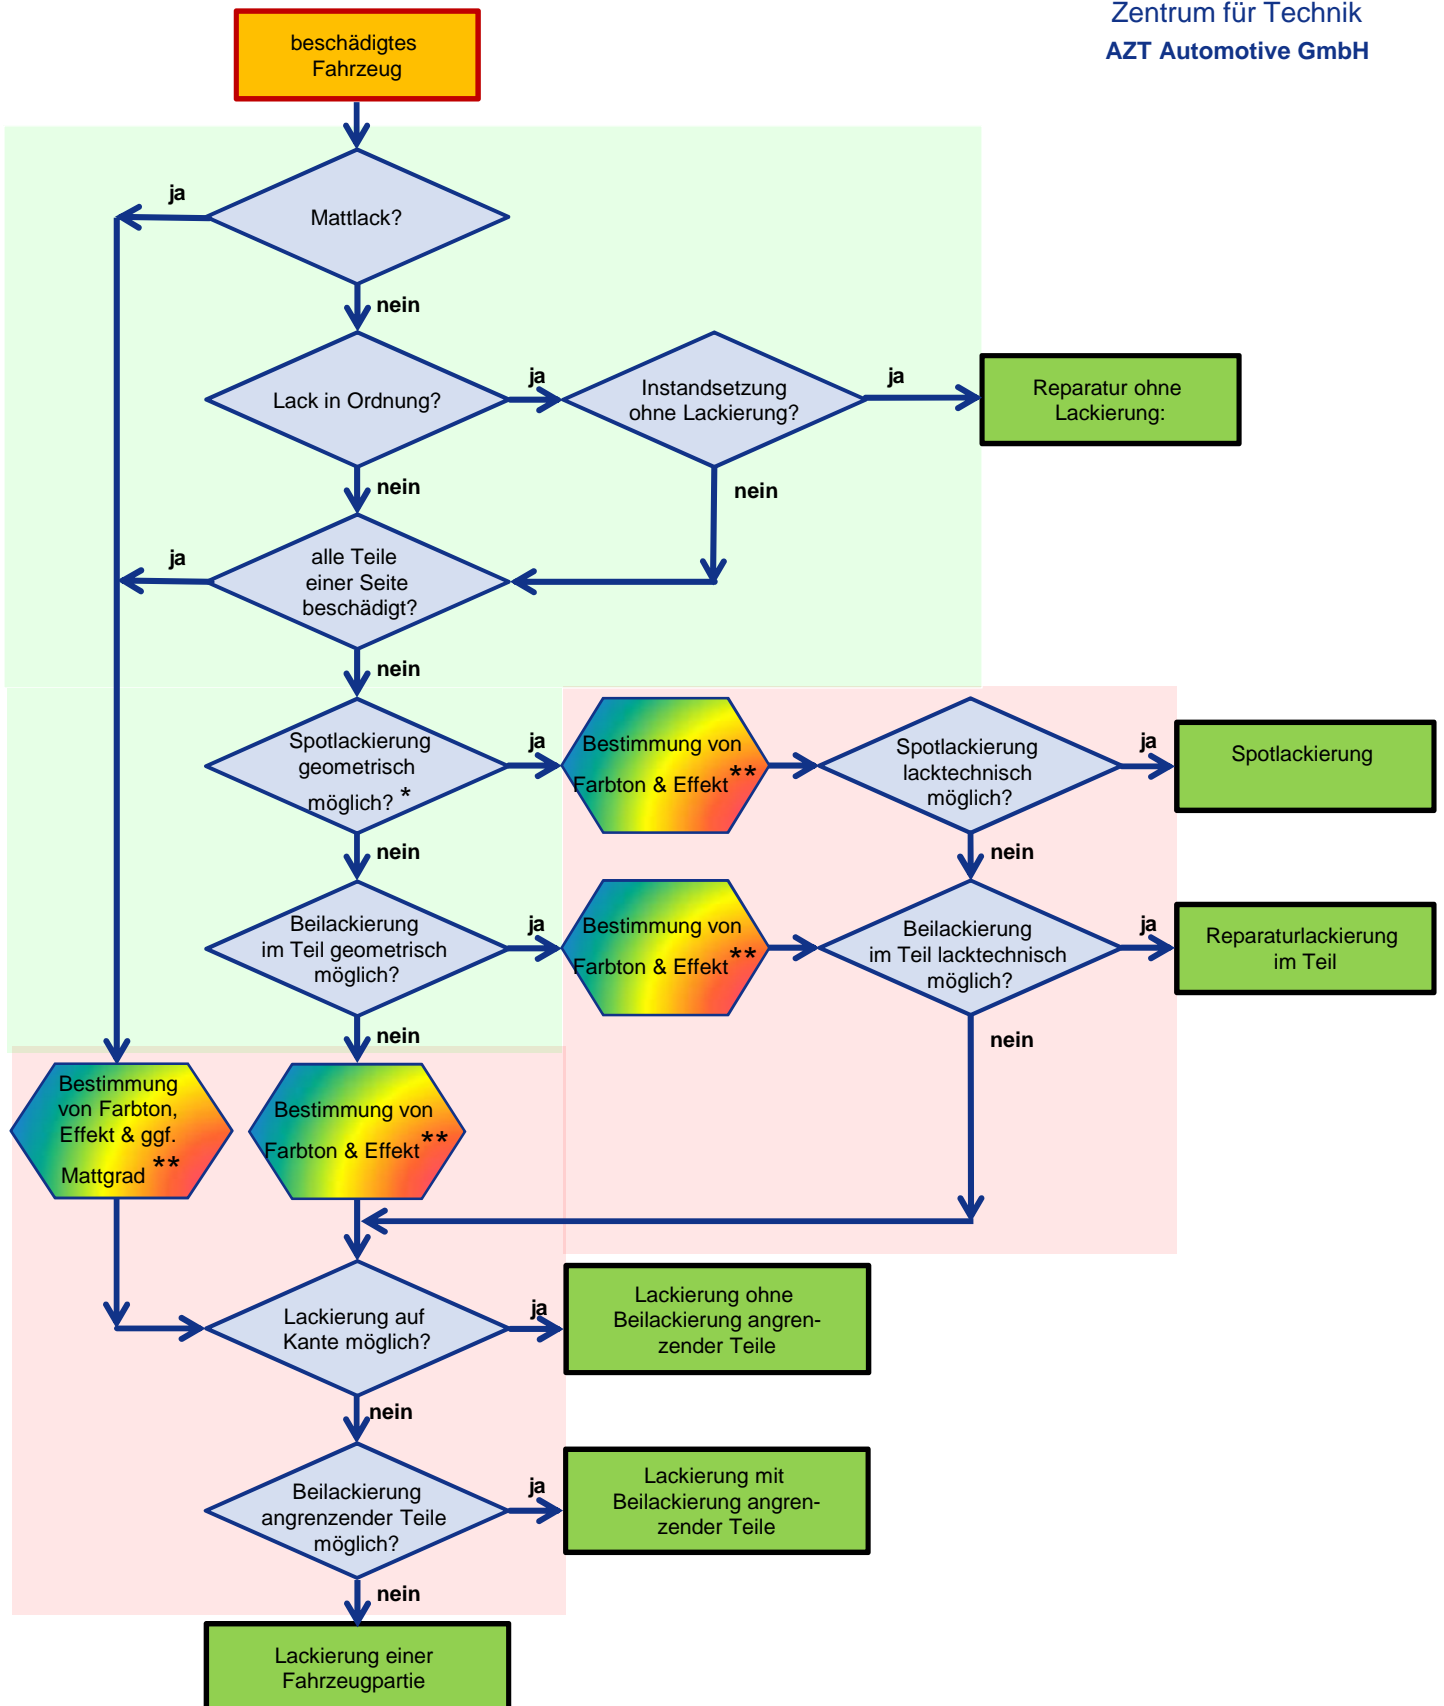 Zentrum für Technik
AZT Automotive GmbH
beschädigtes
Fahrzeug
ja
Mattlack?
nein
Lack in Ordnung?
ja
Instandsetzung
ohne Lackierung?
ja
Reparatur ohne
Lackierung:
nein
nein
ja
alle Teile
einer Seite
beschädigt?
nein
Spotlackierung
geometrisch
möglich? *
ja
Bestimmung von
Farbton & Effekt **
Spotlackierung
lacktechnisch
möglich?
ja
Spotlackierung
nein
nein
Beilackierung
im Teil geometrisch
möglich?
ja
Bestimmung von
Farbton & Effekt **
Beilackierung
im Teil lacktechnisch
möglich?
ja
Reparaturlackierung
im Teil
nein
nein
Bestimmung
von Farbton,
Effekt & ggf.
Mattgrad **
Bestimmung von
Farbton & Effekt **
Lackierung auf
Kante möglich?
ja
Lackierung ohne
Beilackierung angren-
zender Teile
nein
Beilackierung
angrenzender Teile
möglich?
ja
Lackierung mit
Beilackierung angren-
zender Teile
nein
Lackierung einer
Fahrzeugpartie